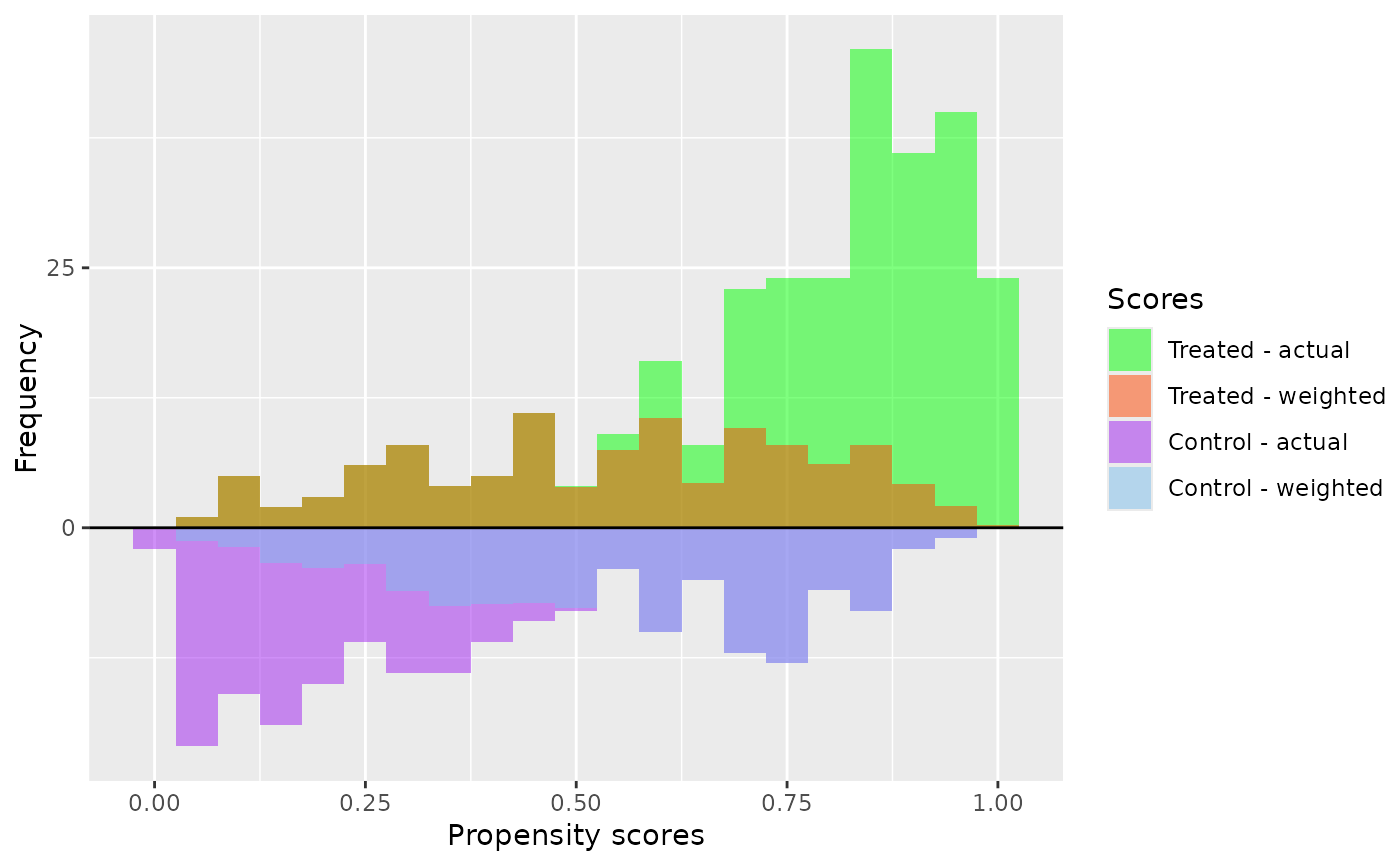 Frequency
25
0
0.00
0.25
0.50
0.75
1.00
Propensity scores
Scores
Treated - actual
Treated - weighted
Control - actual
Control - weighted